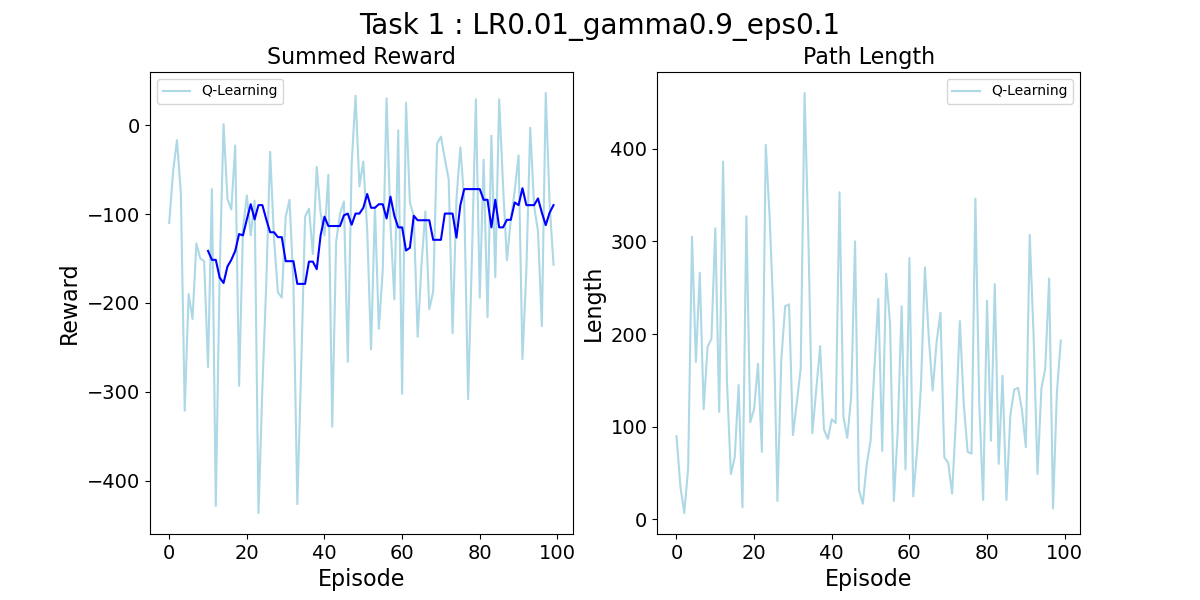 Task 1 : LR0.01_gamma0.9_eps0.1
Summed Reward
Q-Learning
0
−100
−200
−300
−400
Reward
0
20
40
60
80
100
Episode
Path Length
Q-Learning
400
300
200
100
0
Length
0
20
40
60
80
100
Episode